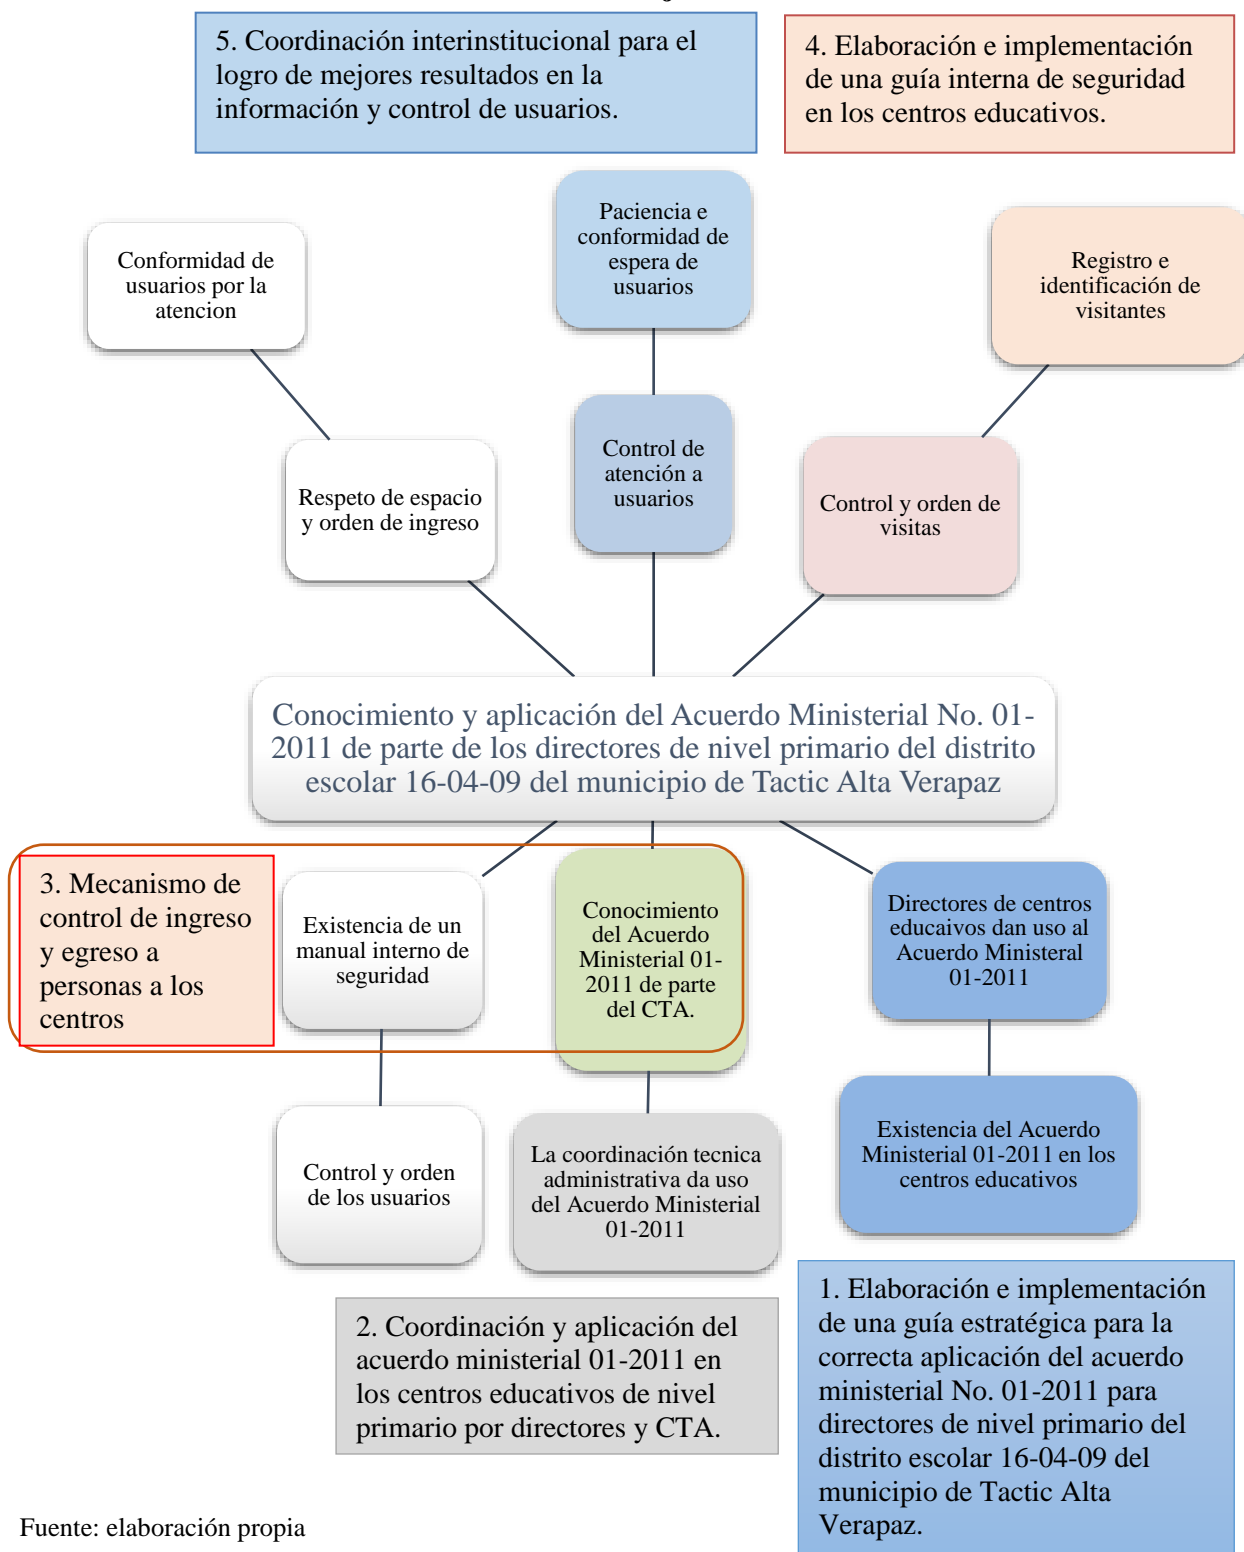 5. Coordinación interinstitucional para el
logro de mejores resultados en la
información y control de usuarios.
4. Elaboración e implementación
de una guía interna de seguridad
en los centros educativos.
Paciencia e
conformidad de
espera de
usuarios
Conformidad de
usuarios por la
atencion
Registro e
identificación de
visitantes
Control de
atención a
usuarios
Respeto de espacio
y orden de ingreso
Control y orden de
visitas
Conocimiento y aplicación del Acuerdo Ministerial No. 01-
2011 de parte de los directores de nivel primario del distrito
escolar 16-04-09 del municipio de Tactic Alta Verapaz
3. Mecanismo de
control de ingreso
y egreso a
personas a los
centros
Existencia de un
manual interno de
seguridad
Conocimiento
del Acuerdo
Ministerial 01-
2011 de parte
del CTA.
Directores de centros
educaivos dan uso al
Acuerdo Ministeral
01-2011
Control y orden
de los usuarios
La coordinación tecnica
administrativa da uso
del Acuerdo Ministerial
01-2011
Existencia del Acuerdo
Ministerial 01-2011 en los
centros educativos
2. Coordinación y aplicación del
acuerdo ministerial 01-2011 en
los centros educativos de nivel
primario por directores y CTA.
1. Elaboración e implementación
de una guía estratégica para la
correcta aplicación del acuerdo
ministerial No. 01-2011 para
directores de nivel primario del
distrito escolar 16-04-09 del
municipio de Tactic Alta
Verapaz.
Fuente: elaboración propia